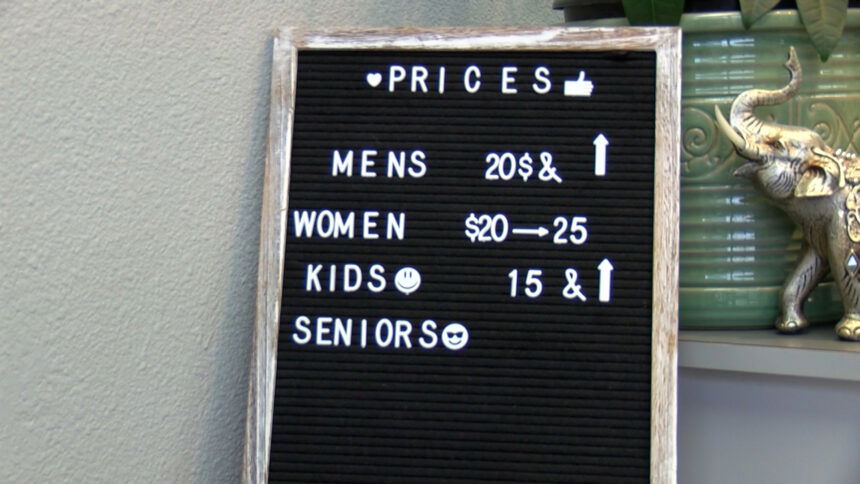 ♥PRICES👍
MENS 20$& ↑
WOMEN $20→25
KIDS😊 15 &↑
SENIORS😎